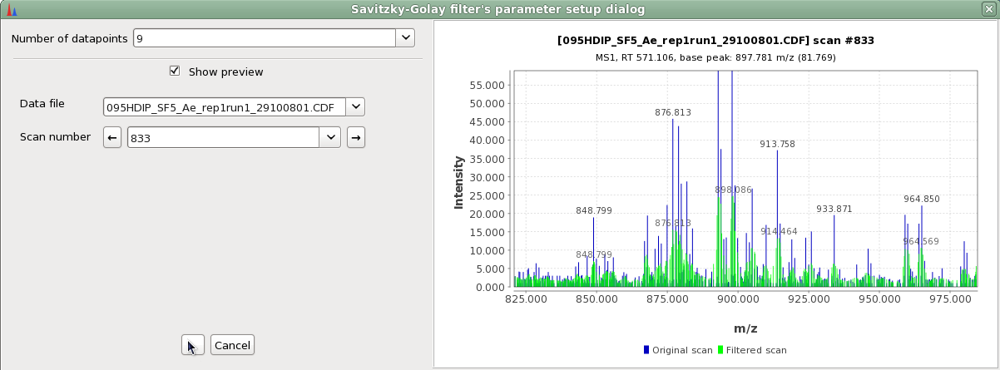 Savitzky-Golay filter's parameter setup dialog
Number of datapoints 9
Show preview
Data file 095HDIP_SF5_Ae_rep1run1_29100801.CDF
Scan number ← 833 →
Cancel
[095HDIP_SF5_Ae_rep1run1_29100801.CDF] scan #833
MS1, RT 571.106, base peak: 897.781 m/z (81.769)
Intensity
55.000
50.000
45.000
40.000
35.000
30.000
25.000
20.000
15.000
10.000
5.000
0.000
876.813
913.758
898.086
848.799
933.871
964.850
876.813
914.464
964.569
848.799
825.000 850.000 875.000 900.000 925.000 950.000 975.000
m/z
Original scan Filtered scan